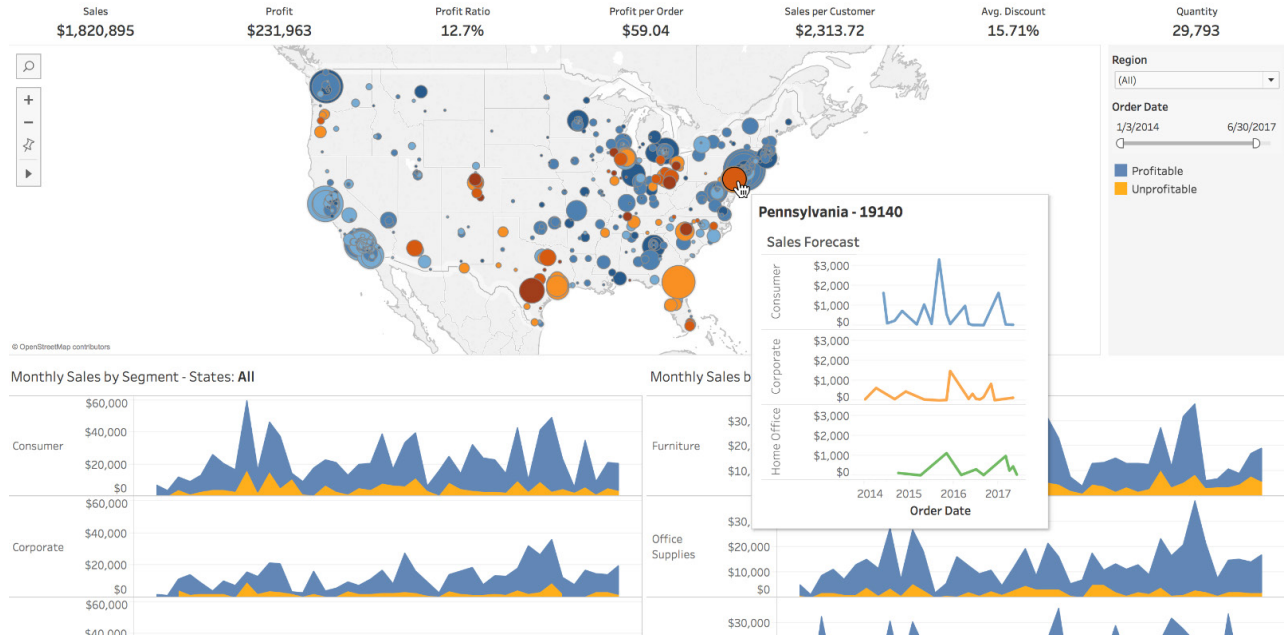 Sales Profit Profit Ratio Profit per Order Sales per Customer Avg. Discount Quantity
$1,820,895 $231,963 12.7% $59.04 $2,313.72 15.71% 29,793
+
−
Region
(All)
Order Date
1/3/2014 6/30/2017
Profitable
Unprofitable
© OpenStreetMap contributors
Pennsylvania - 19140
Sales Forecast
Consumer
$3,000
$2,000
$1,000
$0
Corporate
$3,000
$2,000
$1,000
$0
Home Office
$3,000
$2,000
$1,000
$0
2014 2015 2016 2017
Order Date
Monthly Sales by Segment - States: All
Consumer
$60,000
$40,000
$20,000
$0
Corporate
$60,000
$40,000
$20,000
$0
$60,000
$40,000
Monthly Sales b
Furniture
$30,
$20,
$10,
Office
Supplies
$30,
$20,000
$10,000
$0
$30,000